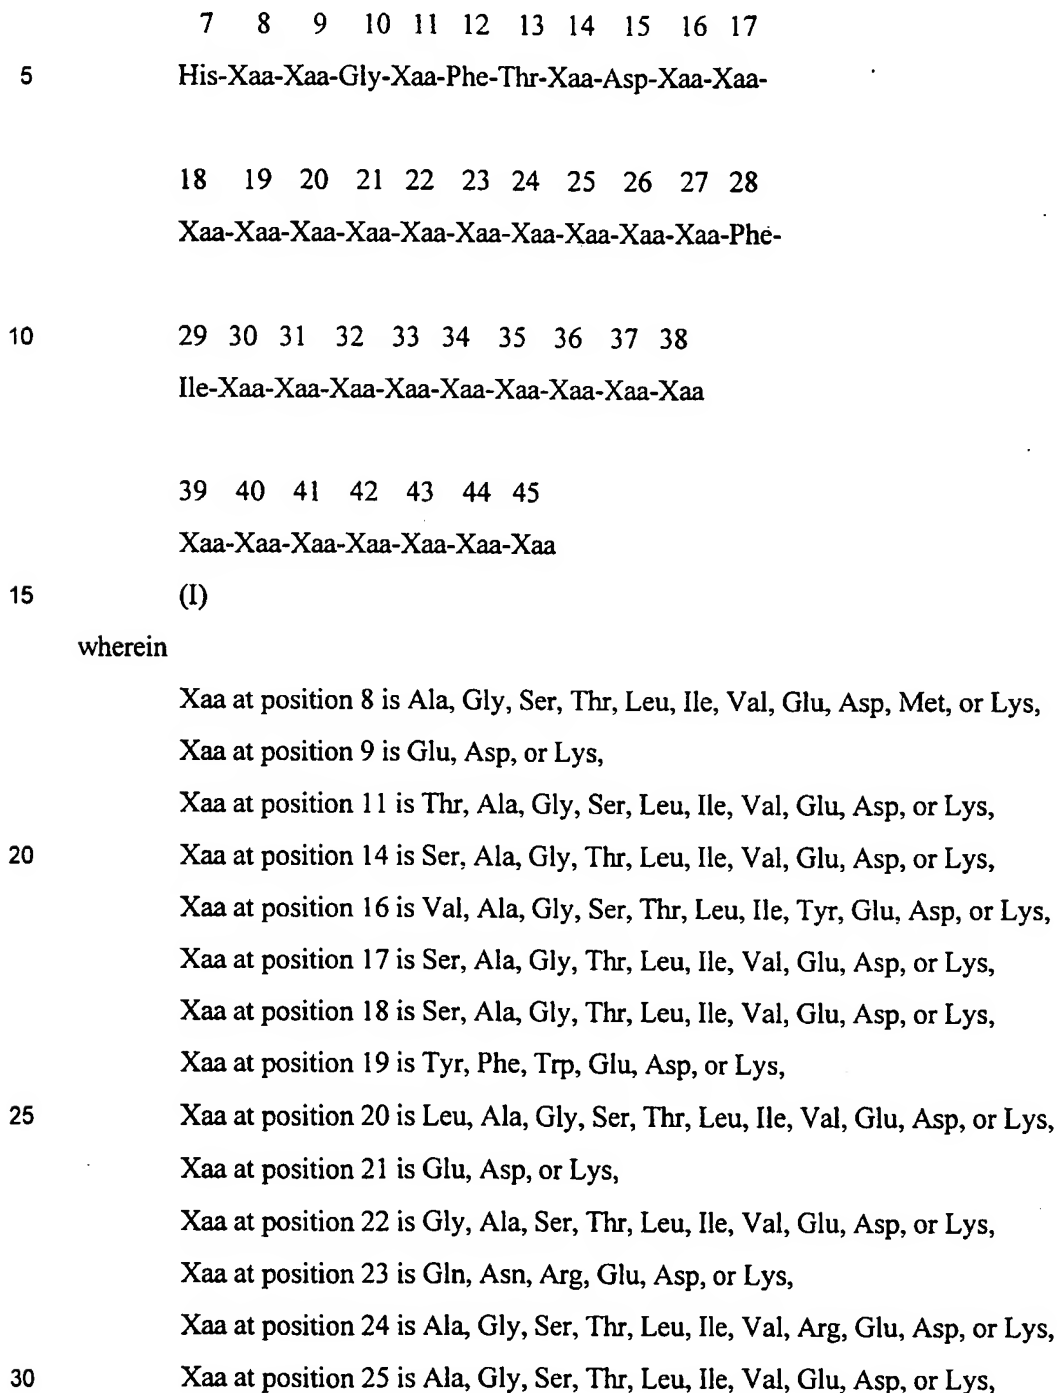 7 8 9 10 11 12 13 14 15 16 17
5 His-Xaa-Xaa-Gly-Xaa-Phe-Thr-Xaa-Asp-Xaa-Xaa-
18 19 20 21 22 23 24 25 26 27 28
Xaa-Xaa-Xaa-Xaa-Xaa-Xaa-Xaa-Xaa-Xaa-Xaa-Phe-
10 29 30 31 32 33 34 35 36 37 38
Ile-Xaa-Xaa-Xaa-Xaa-Xaa-Xaa-Xaa-Xaa-Xaa
39 40 41 42 43 44 45
Xaa-Xaa-Xaa-Xaa-Xaa-Xaa-Xaa
15 (I)
wherein
Xaa at position 8 is Ala, Gly, Ser, Thr, Leu, Ile, Val, Glu, Asp, Met, or Lys,
Xaa at position 9 is Glu, Asp, or Lys,
Xaa at position 11 is Thr, Ala, Gly, Ser, Leu, Ile, Val, Glu, Asp, or Lys,
20 Xaa at position 14 is Ser, Ala, Gly, Thr, Leu, Ile, Val, Glu, Asp, or Lys,
Xaa at position 16 is Val, Ala, Gly, Ser, Thr, Leu, Ile, Tyr, Glu, Asp, or Lys,
Xaa at position 17 is Ser, Ala, Gly, Thr, Leu, Ile, Val, Glu, Asp, or Lys,
Xaa at position 18 is Ser, Ala, Gly, Thr, Leu, Ile, Val, Glu, Asp, or Lys,
Xaa at position 19 is Tyr, Phe, Trp, Glu, Asp, or Lys,
25 Xaa at position 20 is Leu, Ala, Gly, Ser, Thr, Leu, Ile, Val, Glu, Asp, or Lys,
Xaa at position 21 is Glu, Asp, or Lys,
Xaa at position 22 is Gly, Ala, Ser, Thr, Leu, Ile, Val, Glu, Asp, or Lys,
Xaa at position 23 is Gln, Asn, Arg, Glu, Asp, or Lys,
Xaa at position 24 is Ala, Gly, Ser, Thr, Leu, Ile, Val, Arg, Glu, Asp, or Lys,
30 Xaa at position 25 is Ala, Gly, Ser, Thr, Leu, Ile, Val, Glu, Asp, or Lys,